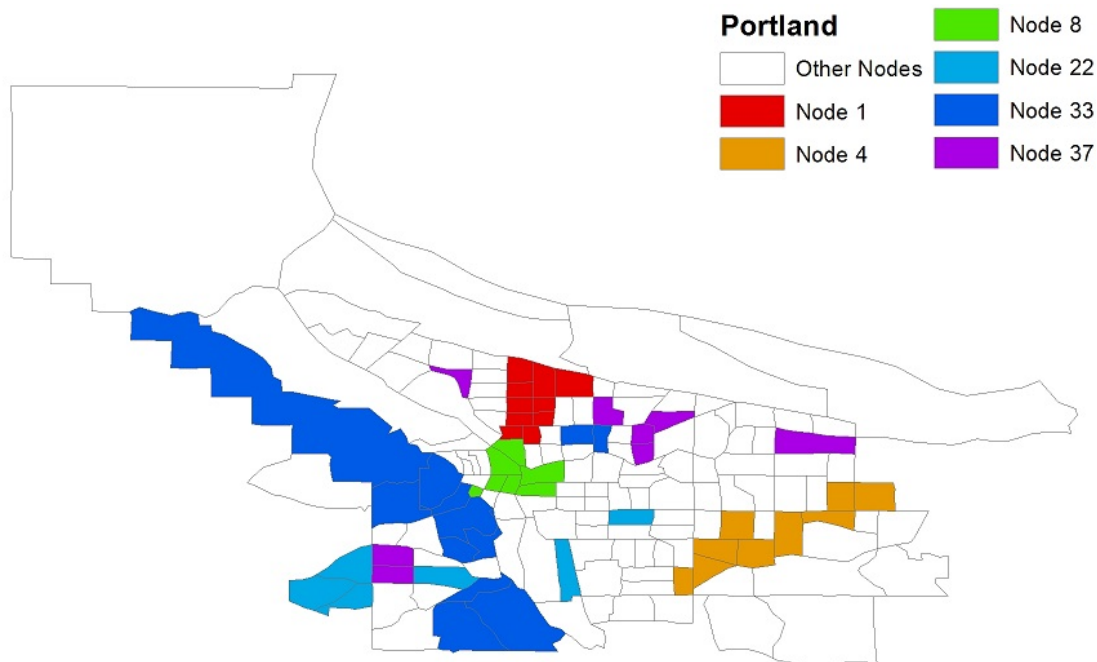 Portland
Other Nodes
Node 1
Node 4
Node 8
Node 22
Node 33
Node 37